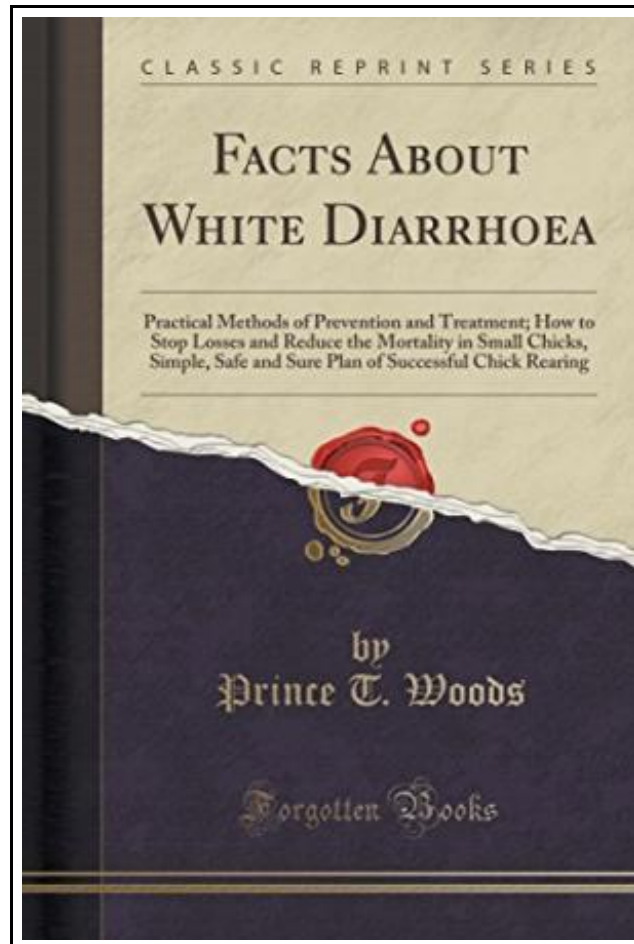 CLASSIC REPRINT SERIES
FACTS ABOUT
WHITE DIARRHOEA
Practical Methods of Prevention and Treatment; How to
Stop Losses and Reduce the Mortality in Small Chicks,
Simple, Safe and Sure Plan of Successful Chick Rearing
by
Prince T. Woods
Forgotten Books